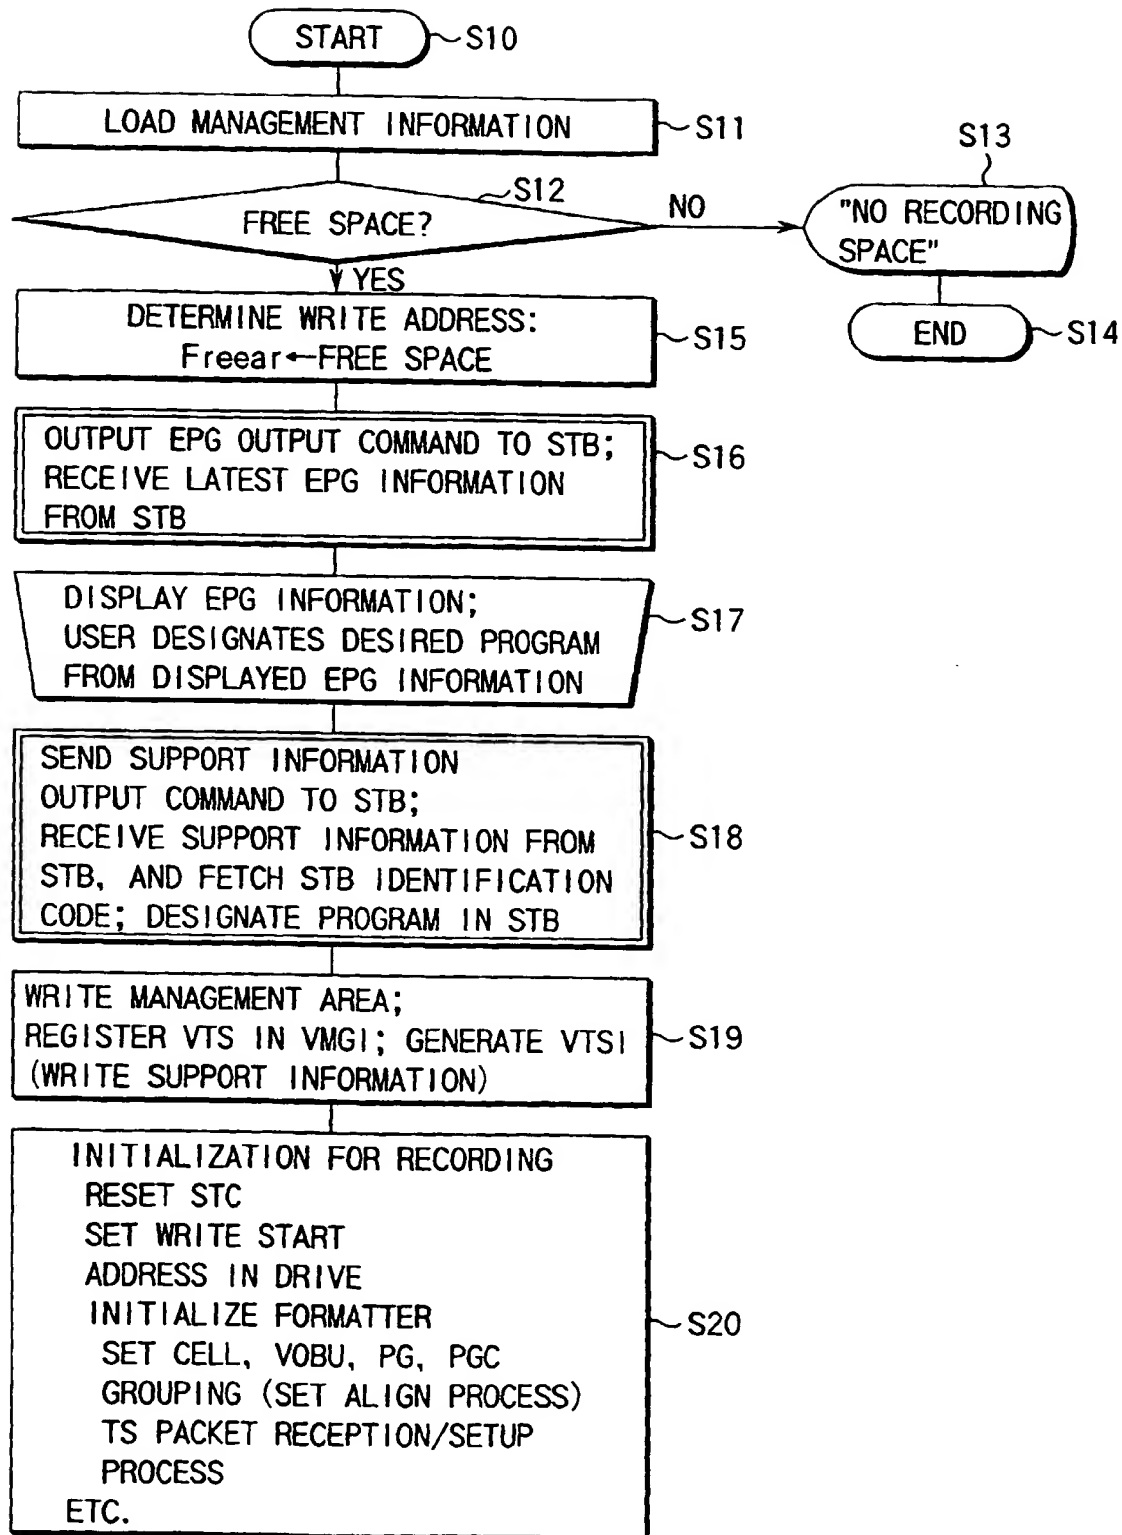 START S10
LOAD MANAGEMENT INFORMATION S11
S12
FREE SPACE?
NO
S13
"NO RECORDING
SPACE"
END S14
YES
DETERMINE WRITE ADDRESS:
Freear←FREE SPACE
S15
OUTPUT EPG OUTPUT COMMAND TO STB;
RECEIVE LATEST EPG INFORMATION
FROM STB
S16
DISPLAY EPG INFORMATION;
USER DESIGNATES DESIRED PROGRAM
FROM DISPLAYED EPG INFORMATION
S17
SEND SUPPORT INFORMATION
OUTPUT COMMAND TO STB;
RECEIVE SUPPORT INFORMATION FROM
STB, AND FETCH STB IDENTIFICATION
CODE; DESIGNATE PROGRAM IN STB
S18
WRITE MANAGEMENT AREA;
REGISTER VTS IN VMGI; GENERATE VTSI
(WRITE SUPPORT INFORMATION)
S19
INITIALIZATION FOR RECORDING
RESET STC
SET WRITE START
ADDRESS IN DRIVE
INITIALIZE FORMATTER
SET CELL, VOBU, PG, PGC
GROUPING (SET ALIGN PROCESS)
TS PACKET RECEPTION/SETUP
PROCESS
ETC.
S20